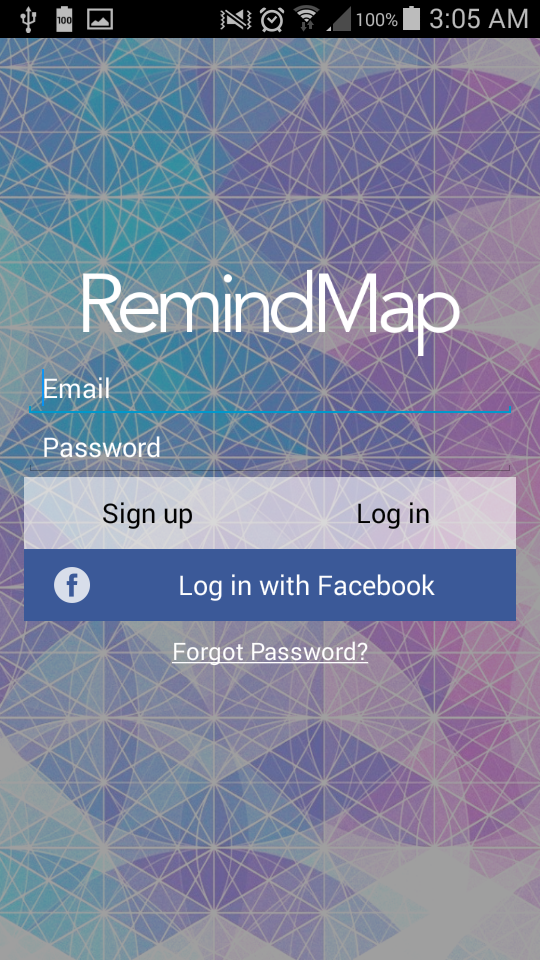 100 100% 3:05 AM
RemindMap
Email
Password
Sign up Log in
f Log in with Facebook
Forgot Password?